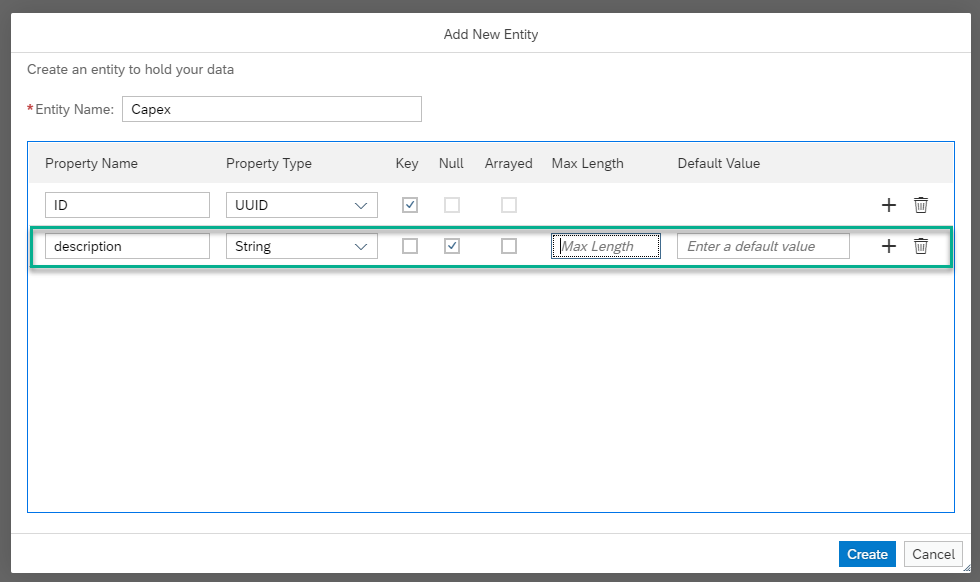 Add New Entity
Create an entity to hold your data
*Entity Name: Capex
Property Name Property Type Key Null Arrayed Max Length Default Value
ID UUID
description String Max Length Enter a default value
Create Cancel